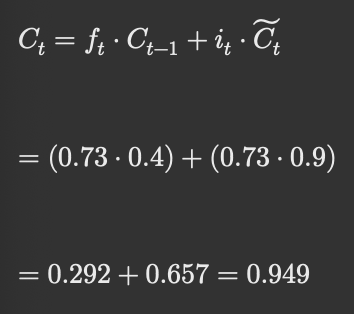 C_t = f_t · C_{t−1} + i_t · \widetilde{C}_t
= (0.73 · 0.4) + (0.73 · 0.9)
= 0.292 + 0.657 = 0.949